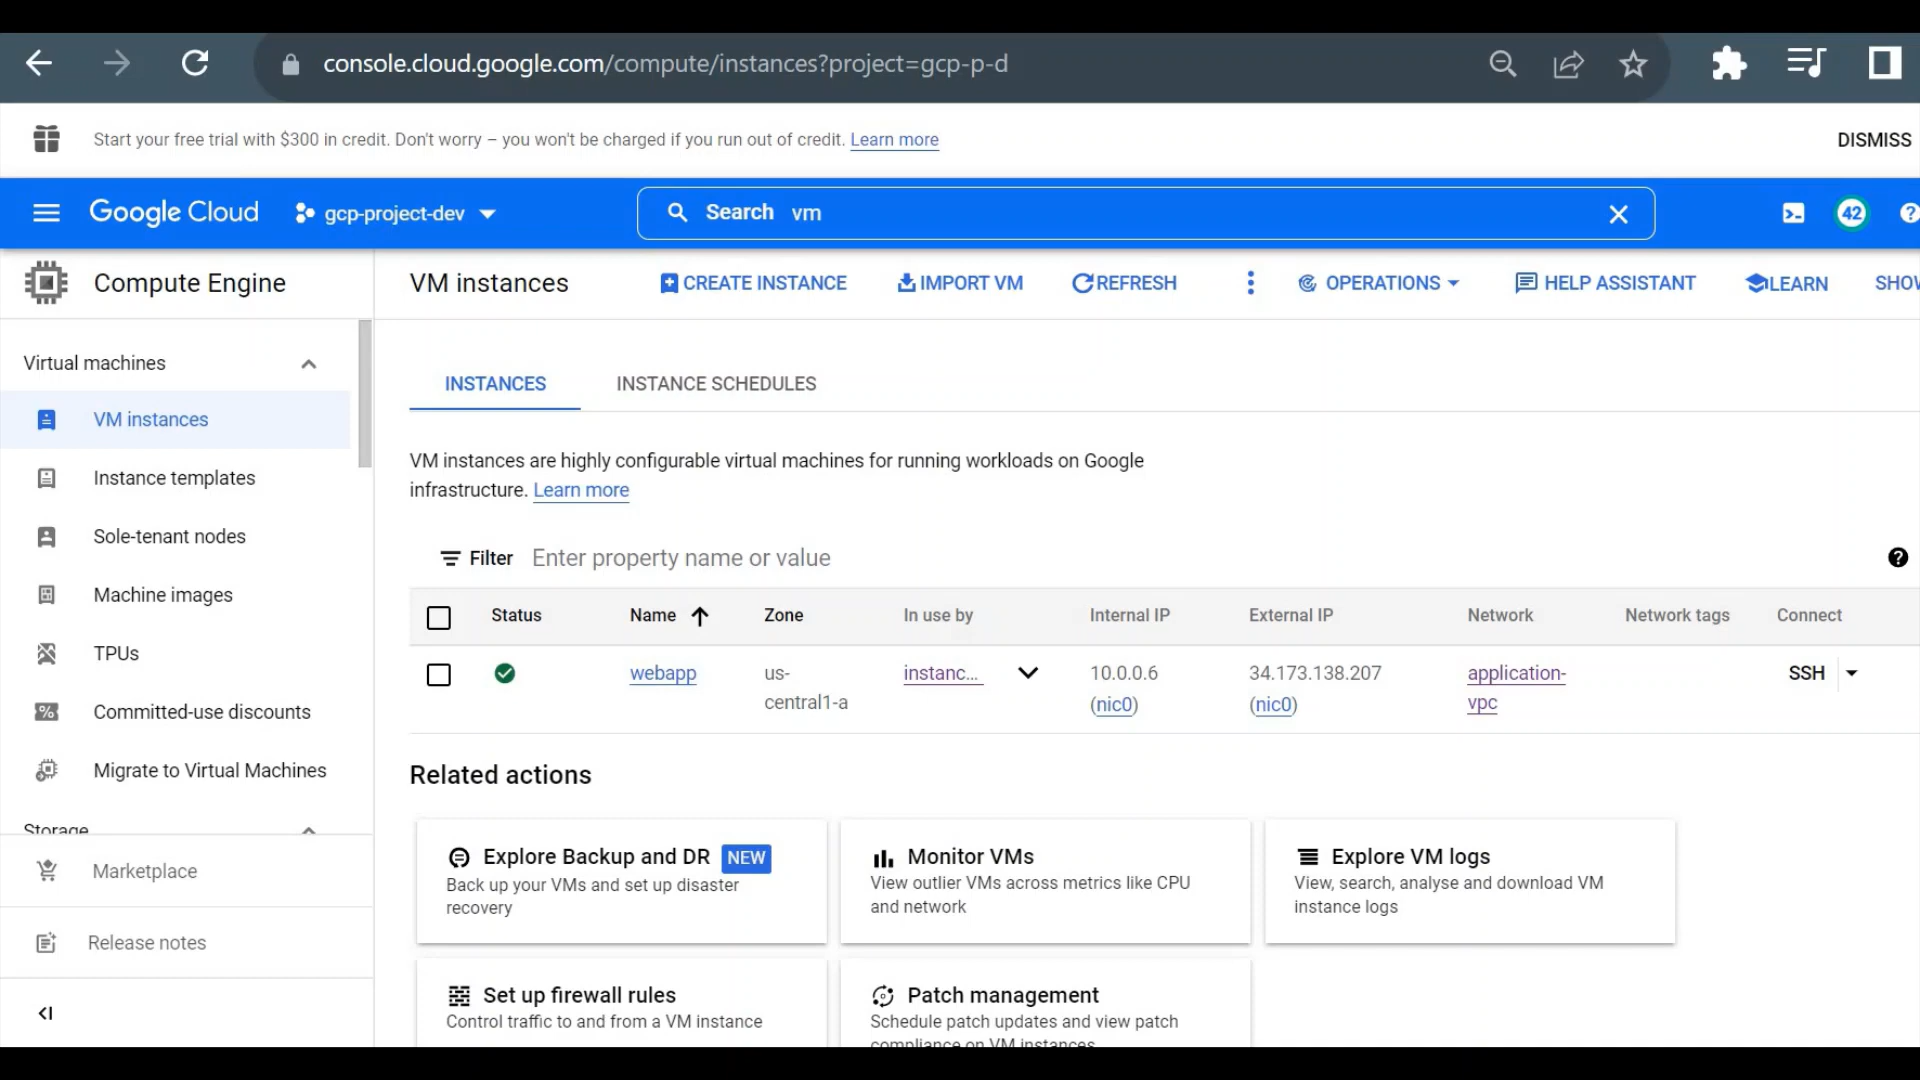 console.cloud.google.com/compute/instances?project=gcp-p-d
Start your free trial with $300 in credit. Don't worry – you won't be charged if you run out of credit. Learn more
DISMISS
Google Cloud
gcp-project-dev
Search vm
42
?
Compute Engine
VM instances
CREATE INSTANCE
IMPORT VM
REFRESH
OPERATIONS
HELP ASSISTANT
LEARN
SHOW
Virtual machines
VM instances
Instance templates
Sole-tenant nodes
Machine images
TPUs
Committed-use discounts
Migrate to Virtual Machines
Storage
Marketplace
Release notes
INSTANCES
INSTANCE SCHEDULES
VM instances are highly configurable virtual machines for running workloads on Google
infrastructure. Learn more
Filter Enter property name or value
?
Status Name Zone In use by Internal IP External IP Network Network tags Connect
webapp us- instanc... 10.0.0.6 34.173.138.207 application- SSH
central1-a (nic0) (nic0) vpc
Related actions
Explore Backup and DR NEW
Back up your VMs and set up disaster
recovery
Monitor VMs
View outlier VMs across metrics like CPU
and network
Explore VM logs
View, search, analyse and download VM
instance logs
Set up firewall rules
Control traffic to and from a VM instance
Patch management
Schedule patch updates and view patch
compliance on VM instances